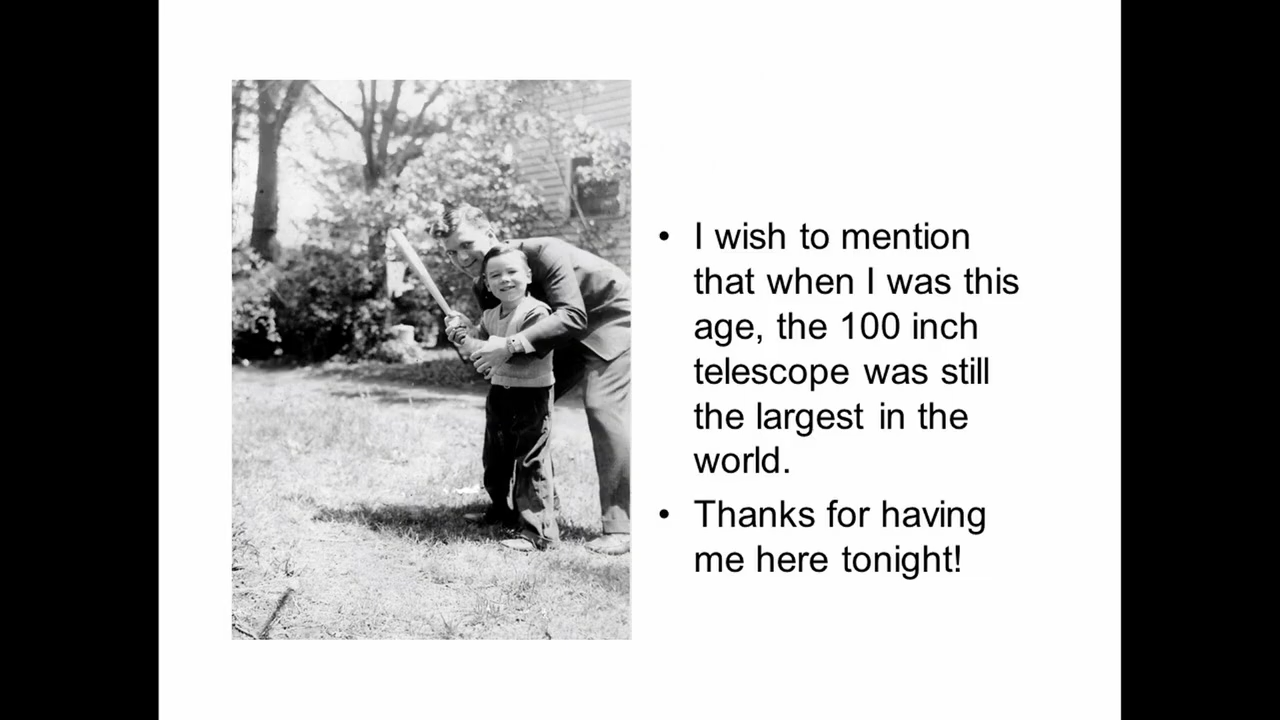 • I wish to mention
that when I was this
age, the 100 inch
telescope was still
the largest in the
world.
• Thanks for having
me here tonight!